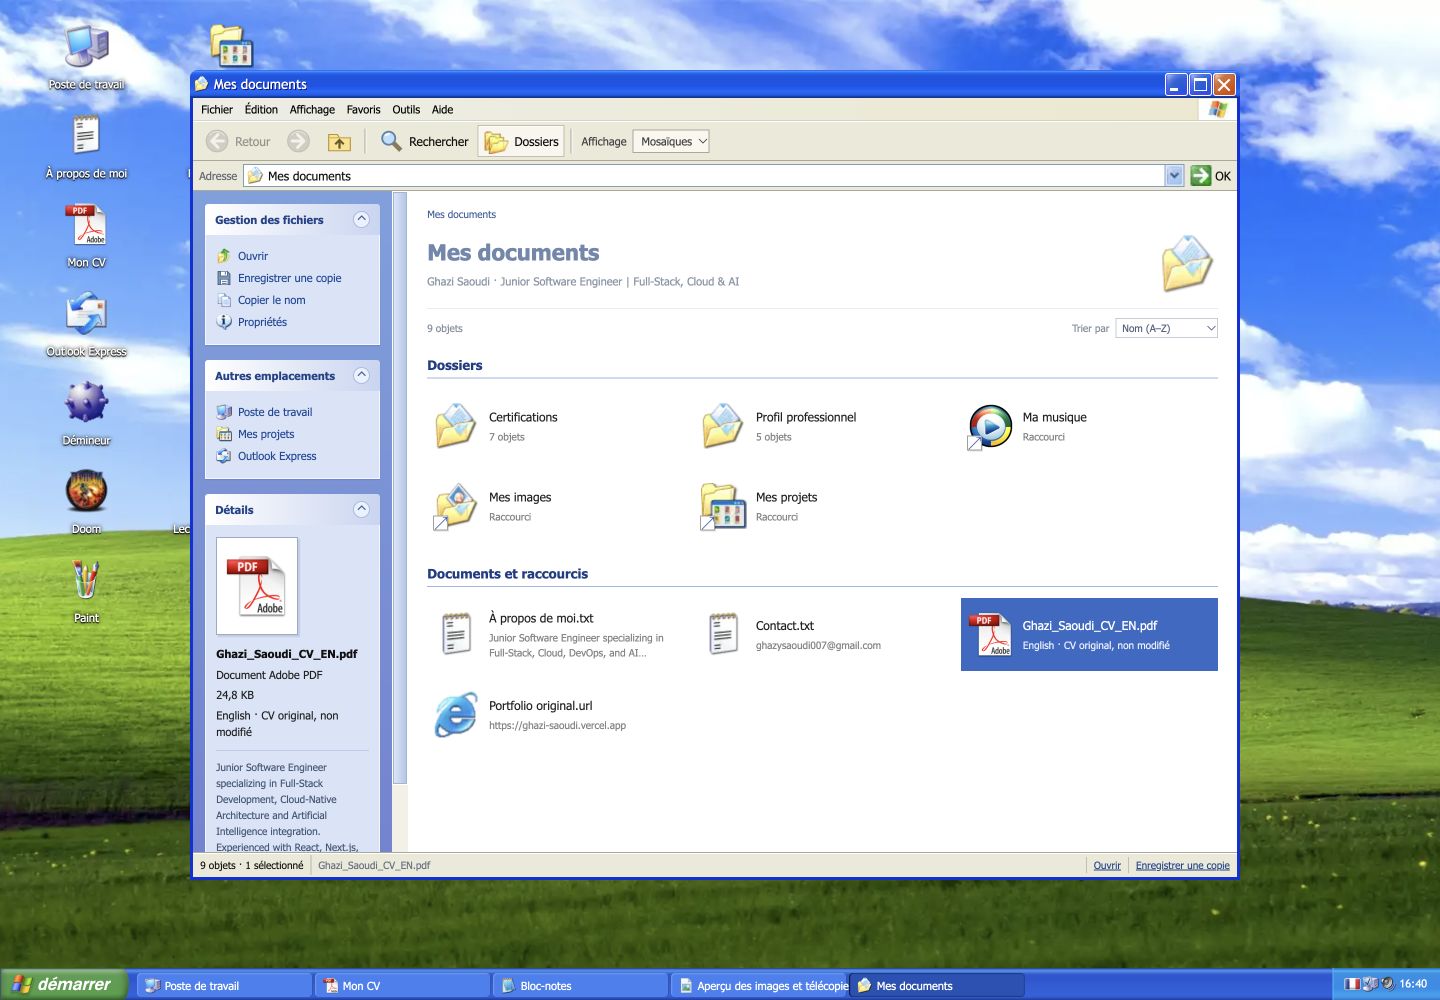 Poste de travail
À propos de moi
PDF
Adobe
Mon CV
Outlook Express
Démineur
Doom
Lec
Paint
Mes documents
Fichier Édition Affichage Favoris Outils Aide
Retour Rechercher Dossiers Affichage Mosaïques
Adresse Mes documents OK
Gestion des fichiers
Ouvrir
Enregistrer une copie
Copier le nom
Propriétés
Autres emplacements
Poste de travail
Mes projets
Outlook Express
Détails
PDF
Adobe
Ghazi_Saoudi_CV_EN.pdf
Document Adobe PDF
24,8 KB
English · CV original, non
modifié
Junior Software Engineer
specializing in Full-Stack
Development, Cloud-Native
Architecture and Artificial
Intelligence integration.
Experienced with React, Next.js,
Mes documents
Mes documents
Ghazi Saoudi · Junior Software Engineer | Full-Stack, Cloud & AI
9 objets Trier par Nom (A–Z)
Dossiers
Certifications
7 objets
Profil professionnel
5 objets
Ma musique
Raccourci
Mes images
Raccourci
Mes projets
Raccourci
Documents et raccourcis
À propos de moi.txt
Junior Software Engineer specializing in
Full-Stack, Cloud, DevOps, and AI...
Contact.txt
ghazysaoudi007@gmail.com
PDF
Adobe
Ghazi_Saoudi_CV_EN.pdf
English · CV original, non modifié
Portfolio original.url
https://ghazi-saoudi.vercel.app
9 objets · 1 sélectionné Ghazi_Saoudi_CV_EN.pdf Ouvrir Enregistrer une copie
démarrer Poste de travail Mon CV Bloc-notes Aperçu des images et télécopie Mes documents 16:40